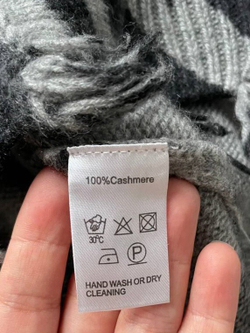 100%Cashmere
30°C
P
HAND WASH OR DRY
CLEANING